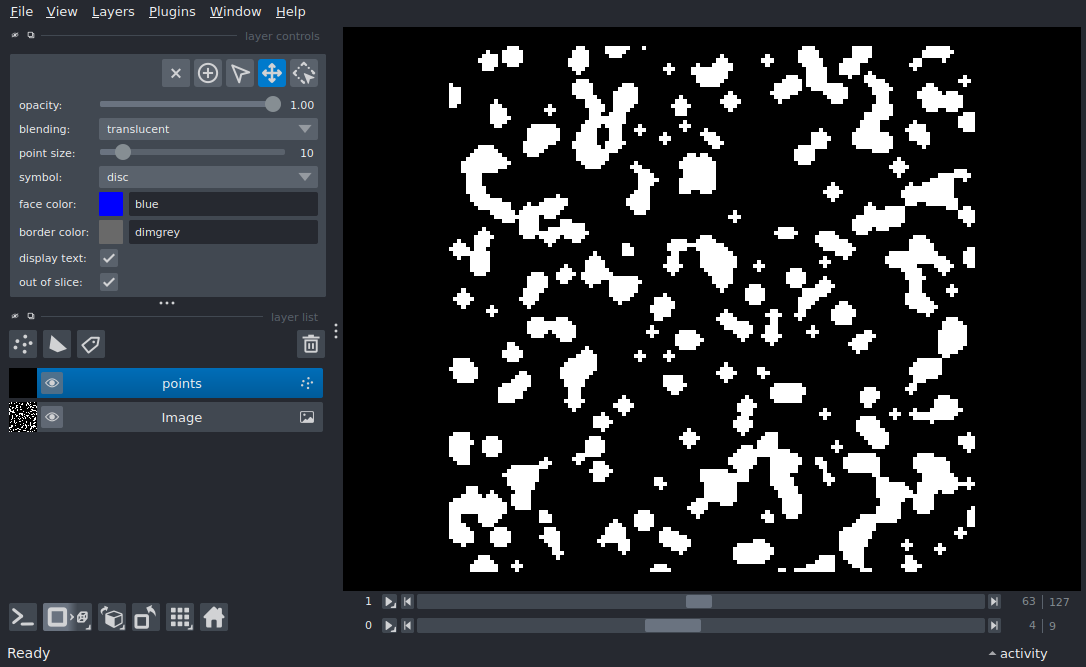 File View Layers Plugins Window Help
layer controls
opacity: 1.00
blending: translucent
point size: 10
symbol: disc
face color: blue
border color: dimgrey
display text:
out of slice:
layer list
points
Image
1 63 | 127
0 4 | 9
Ready activity